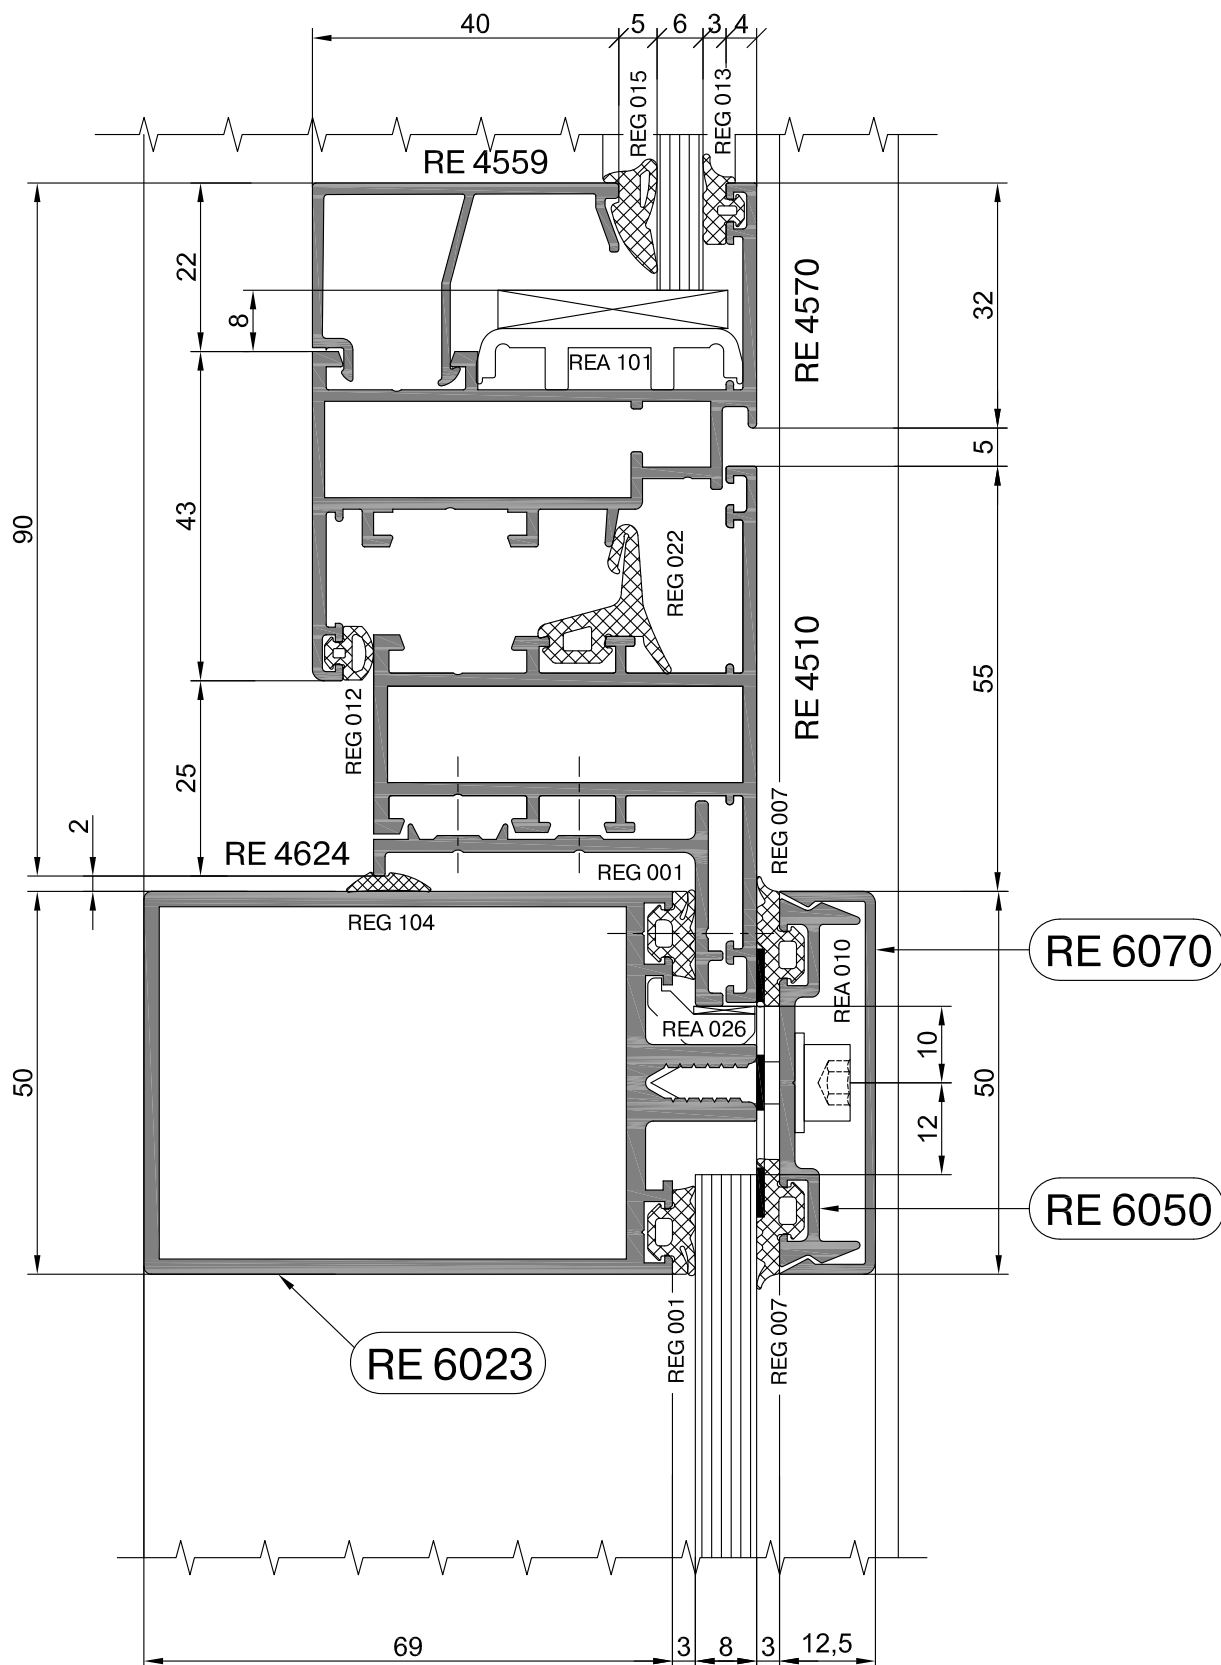 40
5
6
3
4
REG 015
REG 013
RE 4559
22
8
REA 101
RE 4570
32
5
90
43
REG 022
RE 4510
55
REG 012
25
2
RE 4624
REG 001
REG 007
REG 104
REA 010
RE 6070
REA 026
10
50
50
12
RE 6050
REG 001
REG 007
RE 6023
69
3
8
3
12,5